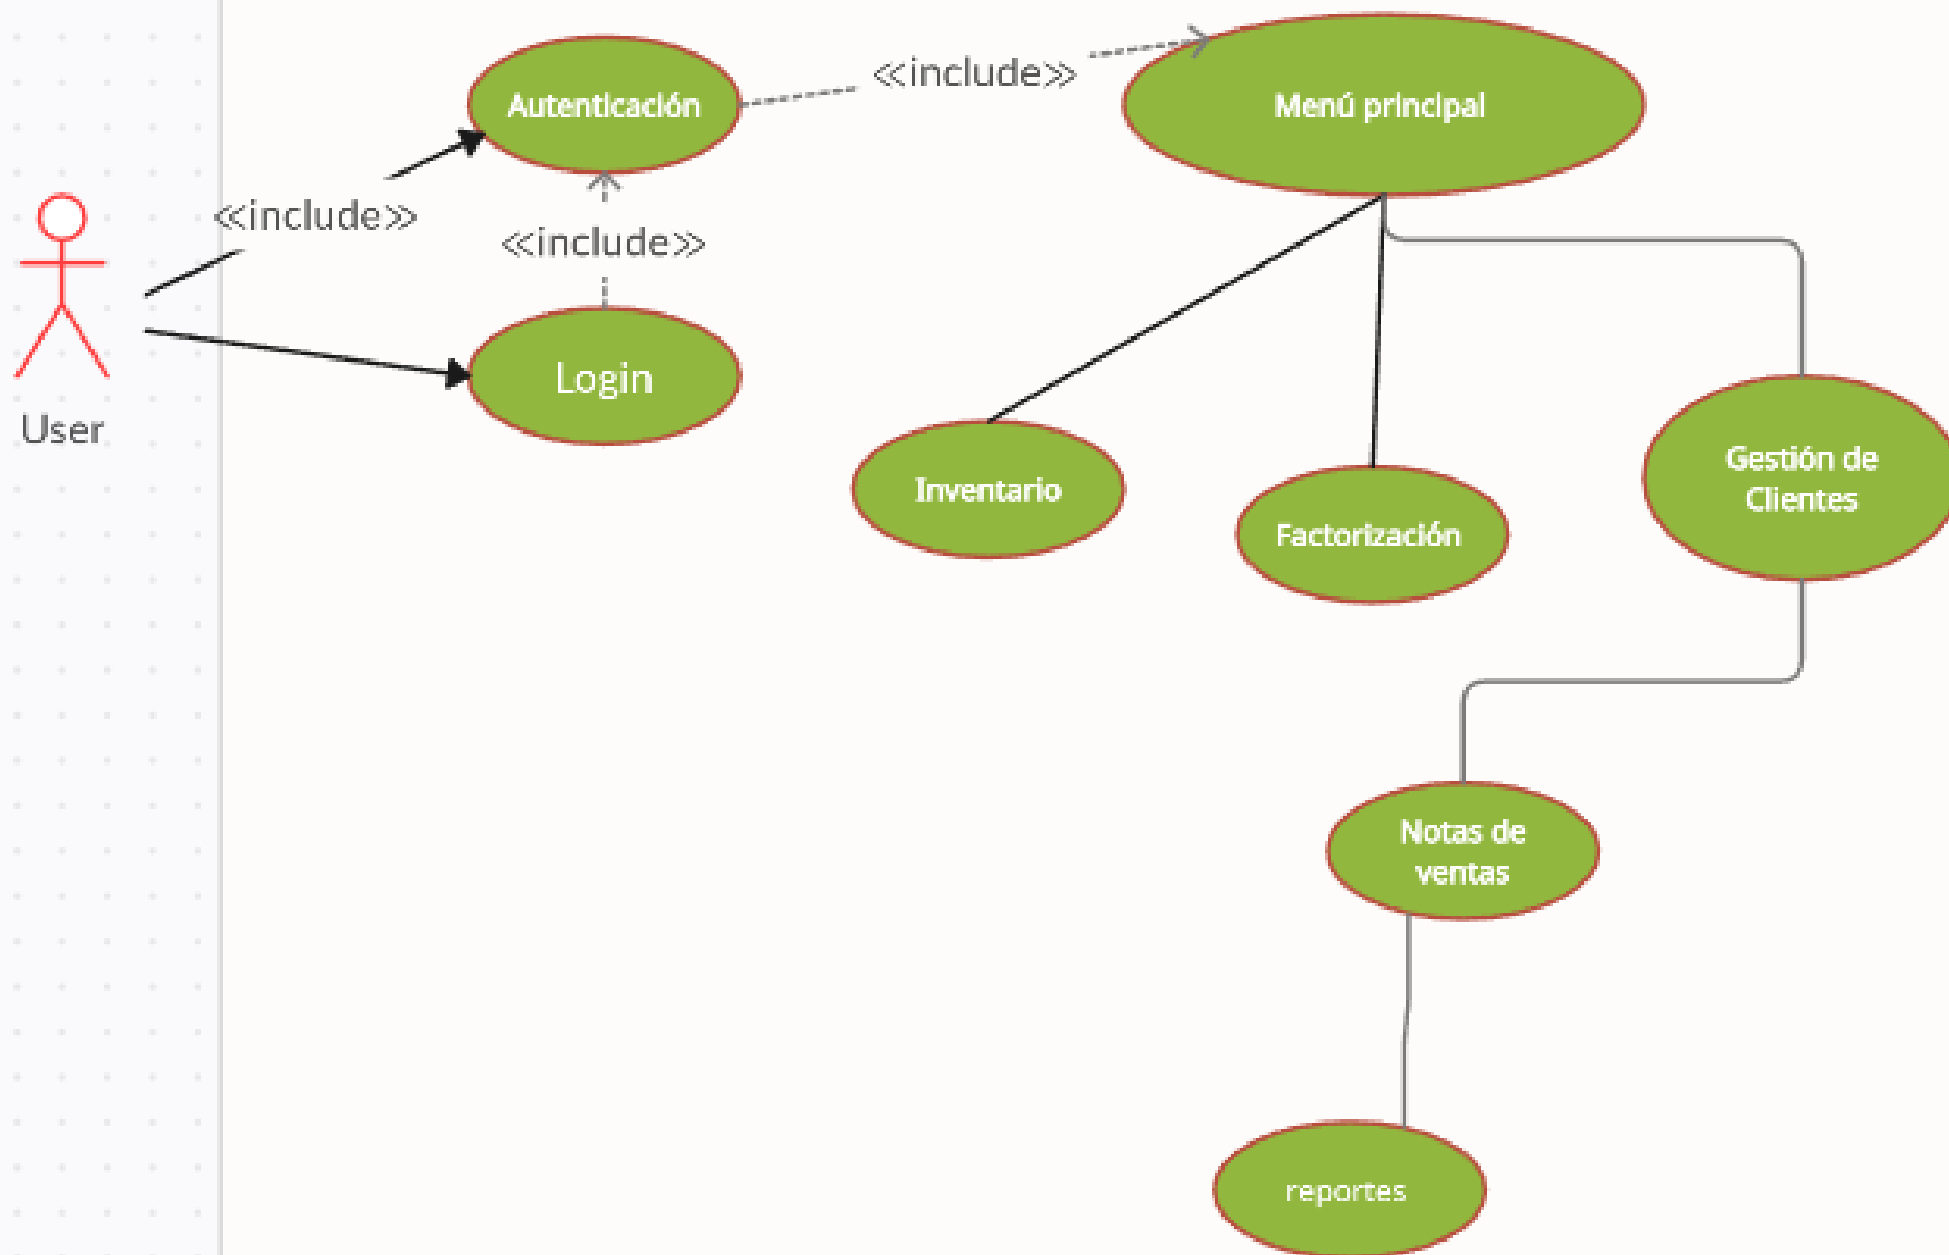 Autenticación
<<include>>
Menú principal
<<include>>
<<include>>
User
Login
Inventario
Factorización
Gestión de
Clientes
Notas de
ventas
reportes